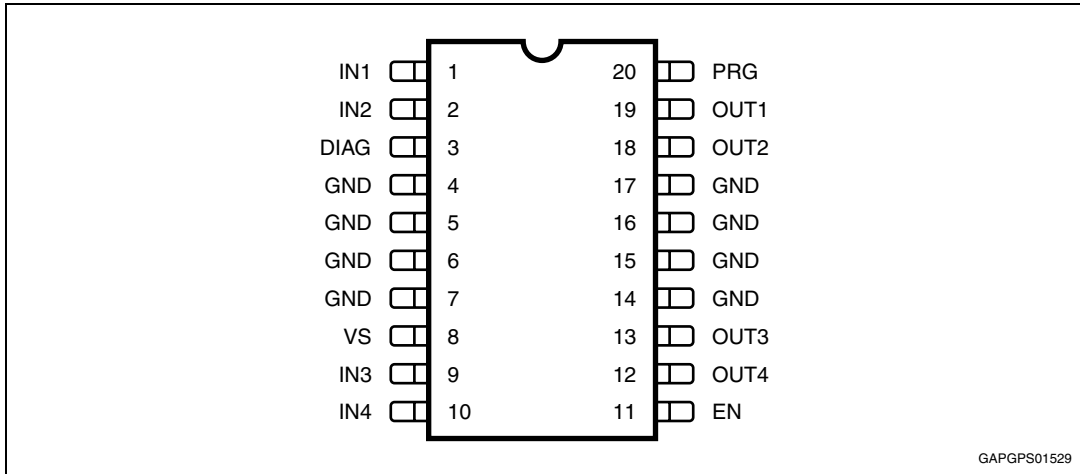 IN1 1 20 PRG
IN2 2 19 OUT1
DIAG 3 18 OUT2
GND 4 17 GND
GND 5 16 GND
GND 6 15 GND
GND 7 14 GND
VS 8 13 OUT3
IN3 9 12 OUT4
IN4 10 11 EN
GAPGPS01529